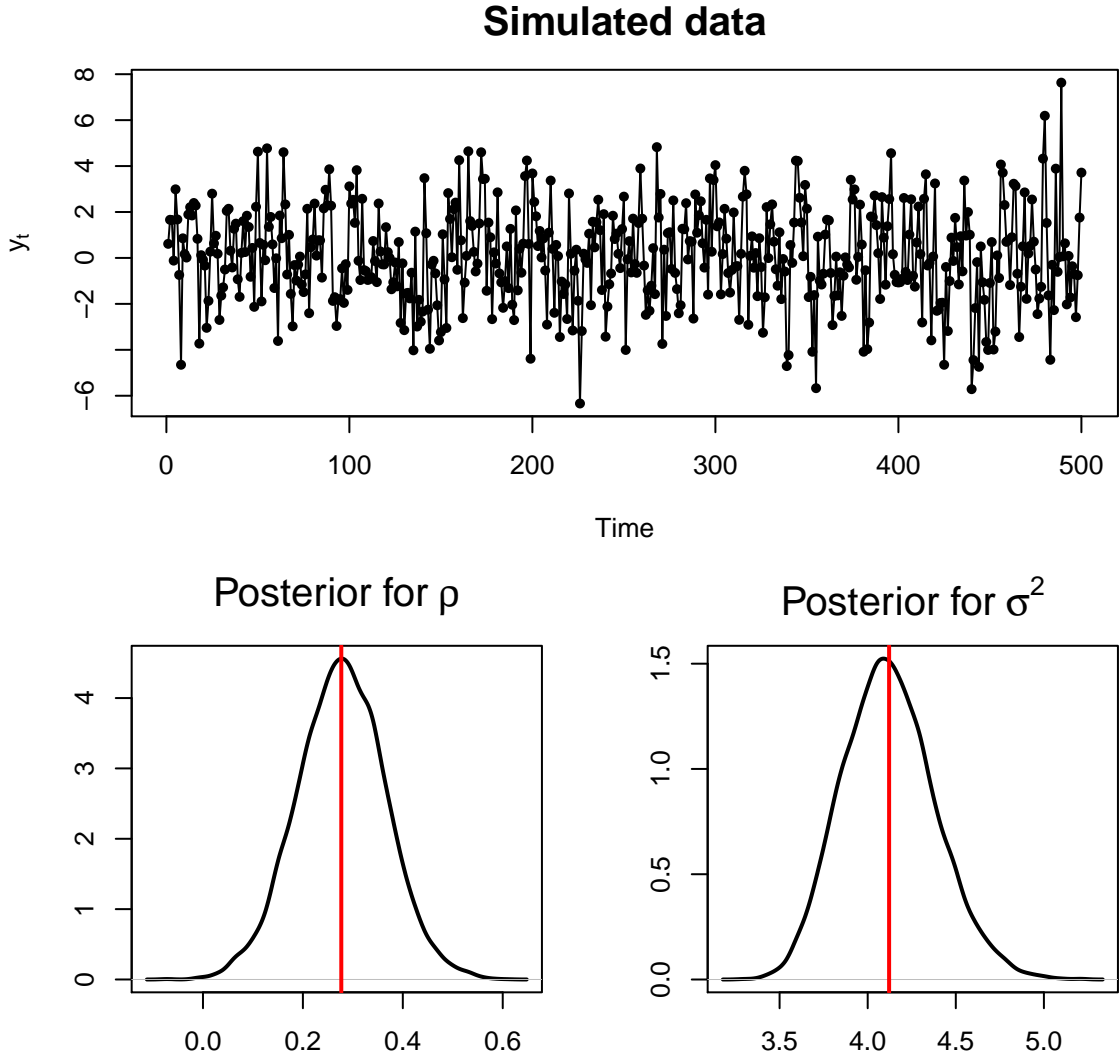 Simulated data
y_t
8
6
4
2
0
−2
−6
0 100 200 300 400 500
Time
Posterior for ρ
4
3
2
1
0
0.0 0.2 0.4 0.6
Posterior for σ²
1.5
1.0
0.5
0.0
3.5 4.0 4.5 5.0